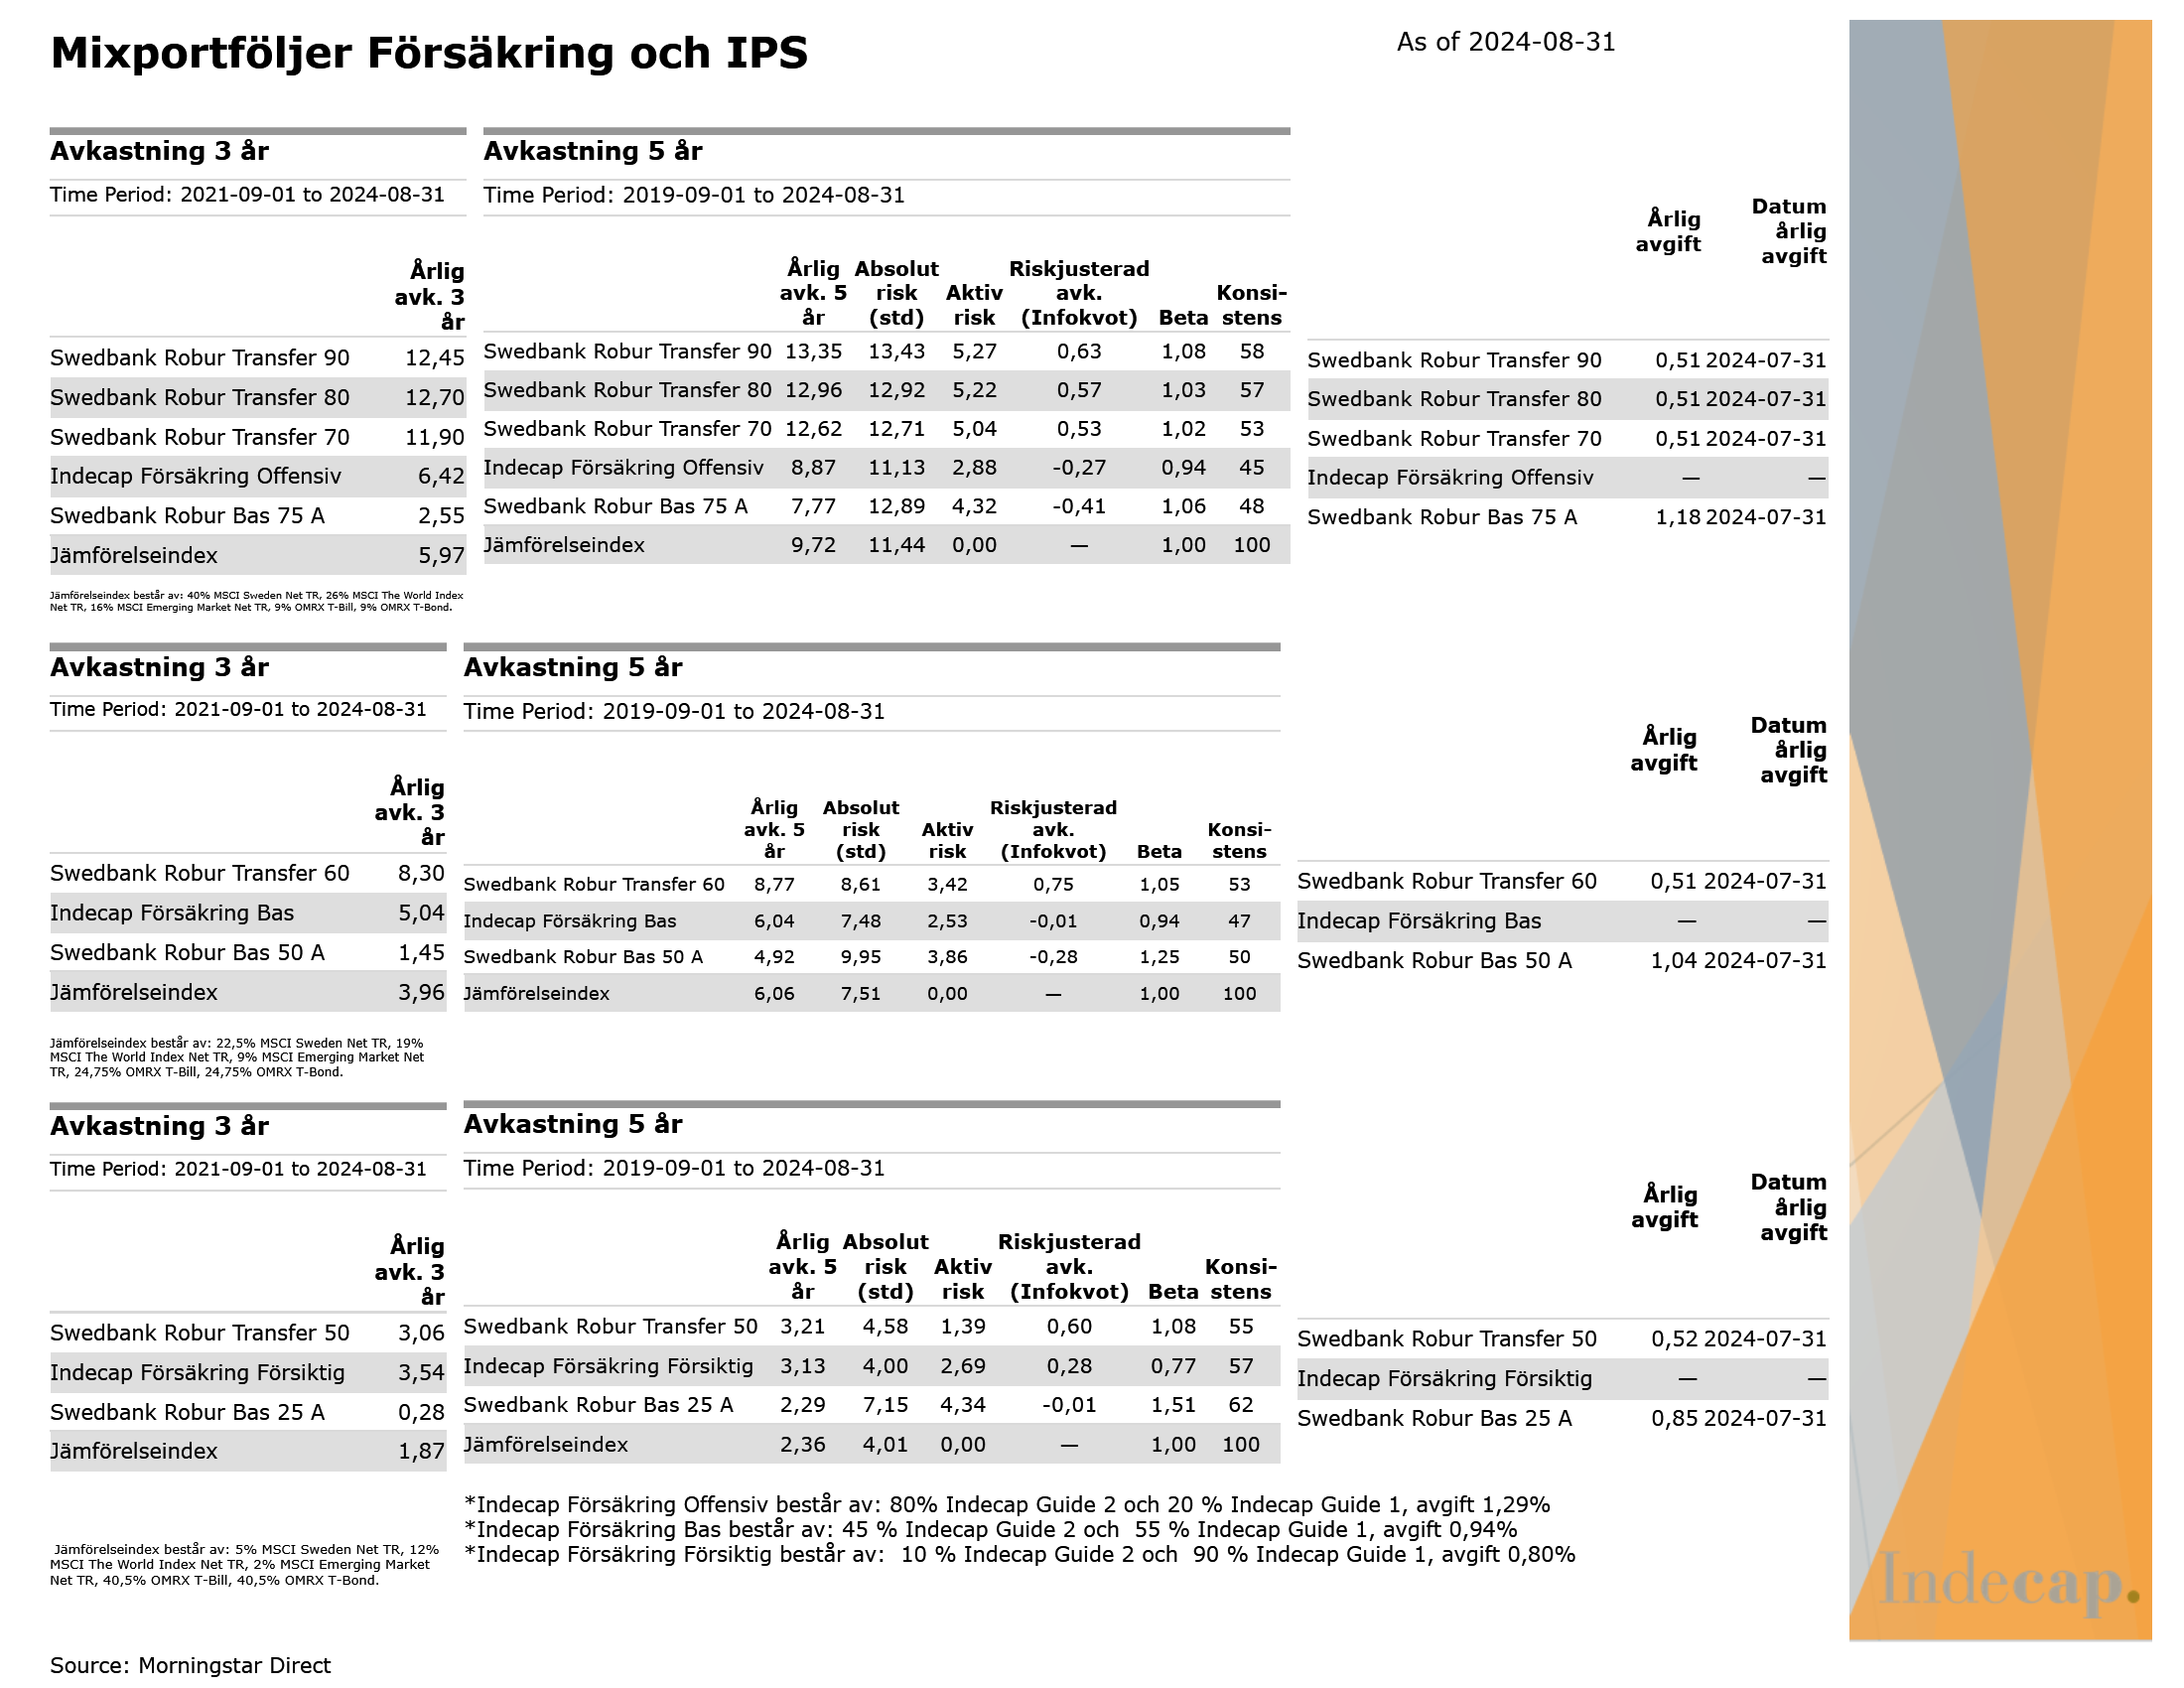 Mixportföljer Försäkring och IPS
As of 2024-08-31
Avkastning 3 år
Time Period: 2021-09-01 to 2024-08-31
Årlig
avk. 3
år
Swedbank Robur Transfer 90 12,45
Swedbank Robur Transfer 80 12,70
Swedbank Robur Transfer 70 11,90
Indecap Försäkring Offensiv 6,42
Swedbank Robur Bas 75 A 2,55
Jämförelseindex 5,97
Jämförelseindex består av: 40% MSCI Sweden Net TR, 26% MSCI The World Index
Net TR, 16% MSCI Emerging Market Net TR, 9% OMRX T-Bill, 9% OMRX T-Bond.
Avkastning 5 år
Time Period: 2019-09-01 to 2024-08-31
Årlig Absolut Riskjusterad
avk. 5 risk Aktiv avk. Konsi-
år (std) risk (Infokvot) Beta stens
Swedbank Robur Transfer 90 13,35 13,43 5,27 0,63 1,08 58
Swedbank Robur Transfer 80 12,96 12,92 5,22 0,57 1,03 57
Swedbank Robur Transfer 70 12,62 12,71 5,04 0,53 1,02 53
Indecap Försäkring Offensiv 8,87 11,13 2,88 -0,27 0,94 45
Swedbank Robur Bas 75 A 7,77 12,89 4,32 -0,41 1,06 48
Jämförelseindex 9,72 11,44 0,00 — 1,00 100
Årlig Datum
avgift årlig
avgift
Swedbank Robur Transfer 90 0,51 2024-07-31
Swedbank Robur Transfer 80 0,51 2024-07-31
Swedbank Robur Transfer 70 0,51 2024-07-31
Indecap Försäkring Offensiv — —
Swedbank Robur Bas 75 A 1,18 2024-07-31
Avkastning 3 år
Time Period: 2021-09-01 to 2024-08-31
Årlig
avk. 3
år
Swedbank Robur Transfer 60 8,30
Indecap Försäkring Bas 5,04
Swedbank Robur Bas 50 A 1,45
Jämförelseindex 3,96
Jämförelseindex består av: 22,5% MSCI Sweden Net TR, 19%
MSCI The World Index Net TR, 9% MSCI Emerging Market Net
TR, 24,75% OMRX T-Bill, 24,75% OMRX T-Bond.
Avkastning 5 år
Time Period: 2019-09-01 to 2024-08-31
Årlig Absolut Riskjusterad
avk. 5 risk Aktiv avk. Konsi-
år (std) risk (Infokvot) Beta stens
Swedbank Robur Transfer 60 8,77 8,61 3,42 0,75 1,05 53
Indecap Försäkring Bas 6,04 7,48 2,53 -0,01 0,94 47
Swedbank Robur Bas 50 A 4,92 9,95 3,86 -0,28 1,25 50
Jämförelseindex 6,06 7,51 0,00 — 1,00 100
Årlig Datum
avgift årlig
avgift
Swedbank Robur Transfer 60 0,51 2024-07-31
Indecap Försäkring Bas — —
Swedbank Robur Bas 50 A 1,04 2024-07-31
Avkastning 3 år
Time Period: 2021-09-01 to 2024-08-31
Årlig
avk. 3
år
Swedbank Robur Transfer 50 3,06
Indecap Försäkring Försiktig 3,54
Swedbank Robur Bas 25 A 0,28
Jämförelseindex 1,87
Jämförelseindex består av: 5% MSCI Sweden Net TR, 12%
MSCI The World Index Net TR, 2% MSCI Emerging Market
Net TR, 40,5% OMRX T-Bill, 40,5% OMRX T-Bond.
Avkastning 5 år
Time Period: 2019-09-01 to 2024-08-31
Årlig Absolut Riskjusterad
avk. 5 risk Aktiv avk. Konsi-
år (std) risk (Infokvot) Beta stens
Swedbank Robur Transfer 50 3,21 4,58 1,39 0,60 1,08 55
Indecap Försäkring Försiktig 3,13 4,00 2,69 0,28 0,77 57
Swedbank Robur Bas 25 A 2,29 7,15 4,34 -0,01 1,51 62
Jämförelseindex 2,36 4,01 0,00 — 1,00 100
Årlig Datum
avgift årlig
avgift
Swedbank Robur Transfer 50 0,52 2024-07-31
Indecap Försäkring Försiktig — —
Swedbank Robur Bas 25 A 0,85 2024-07-31
*Indecap Försäkring Offensiv består av: 80% Indecap Guide 2 och 20 % Indecap Guide 1, avgift 1,29%
*Indecap Försäkring Bas består av: 45 % Indecap Guide 2 och 55 % Indecap Guide 1, avgift 0,94%
*Indecap Försäkring Försiktig består av: 10 % Indecap Guide 2 och 90 % Indecap Guide 1, avgift 0,80%
Indecap.
Source: Morningstar Direct